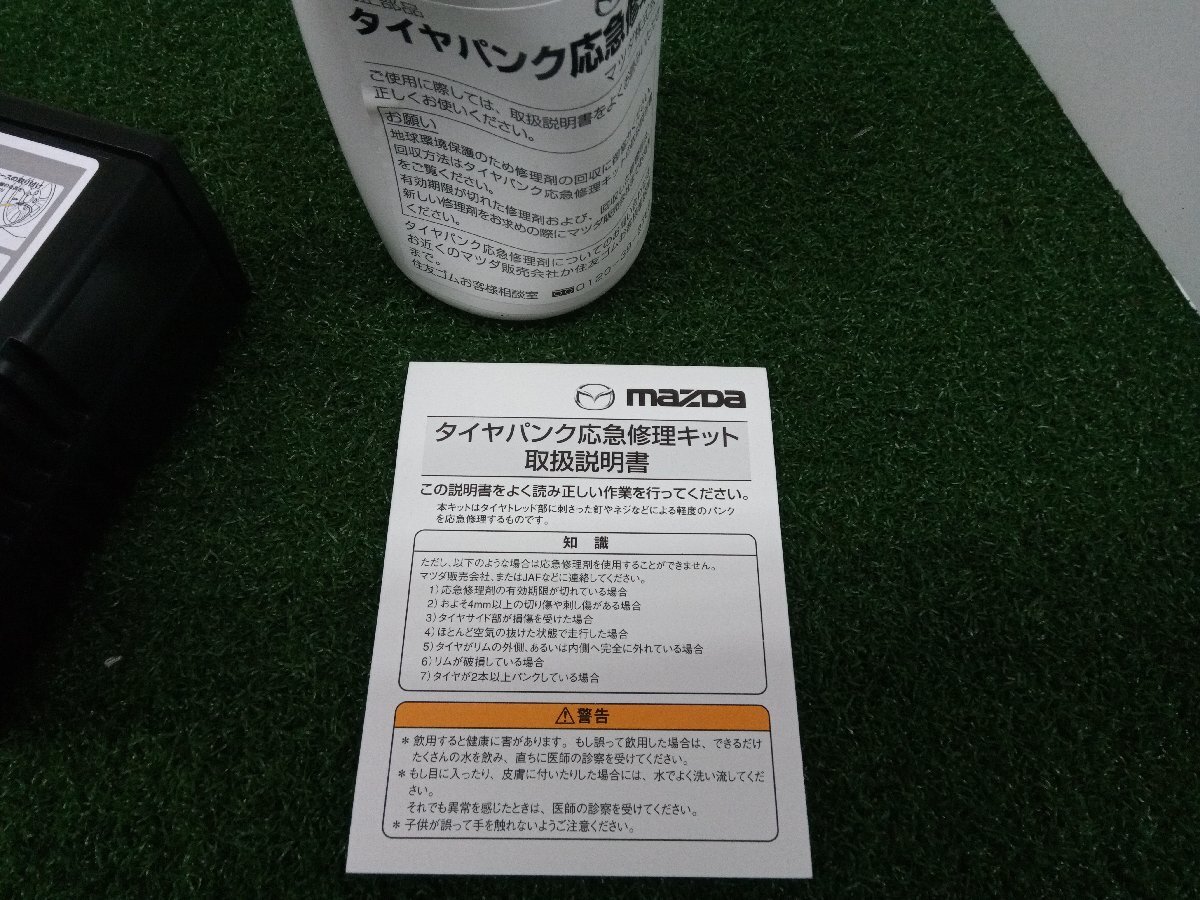 タイヤパンク応急修
マツダ株
ご使用に際しては、取扱説明書をよくお読み
正しくお使いください。
お願い
地球環境保護のため修理剤の回収に
回収方法はタイヤパンク応急修理キット
をご覧ください。
有効期限が切れた修理剤および、
新しい修理剤をお求めの際にマツダ販売
ください。
タイヤパンク応急修理剤についてのお
お近くのマツダ販売会社か住友ゴム
まで。
住友ゴムお客様相談室 0120-39-
mazDa
タイヤパンク応急修理キット
取扱説明書
この説明書をよく読み正しい作業を行ってください。
本キットはタイヤトレッド部に刺さった釘やネジなどによる軽度のパンク
を応急修理するものです。
知 識
ただし、以下のような場合は応急修理剤を使用することができません。
マツダ販売会社、またはJAFなどに連絡してください。
1）応急修理剤の有効期限が切れている場合
2）およそ4mm以上の切り傷や刺し傷がある場合
3）タイヤサイド部が損傷を受けた場合
4）ほとんど空気の抜けた状態で走行した場合
5）タイヤがリムの外側、あるいは内側へ完全に外れている場合
6）リムが破損している場合
7）タイヤが2本以上パンクしている場合
⚠警告
＊飲用すると健康に害があります。もし誤って飲用した場合は、できるだけ
たくさんの水を飲み、直ちに医師の診察を受けてください。
＊もし目に入ったり、皮膚に付いたりした場合には、水でよく洗い流してくだ
さい。
それでも異常を感じたときは、医師の診察を受けてください。
＊子供が誤って手を触れないようご注意ください。